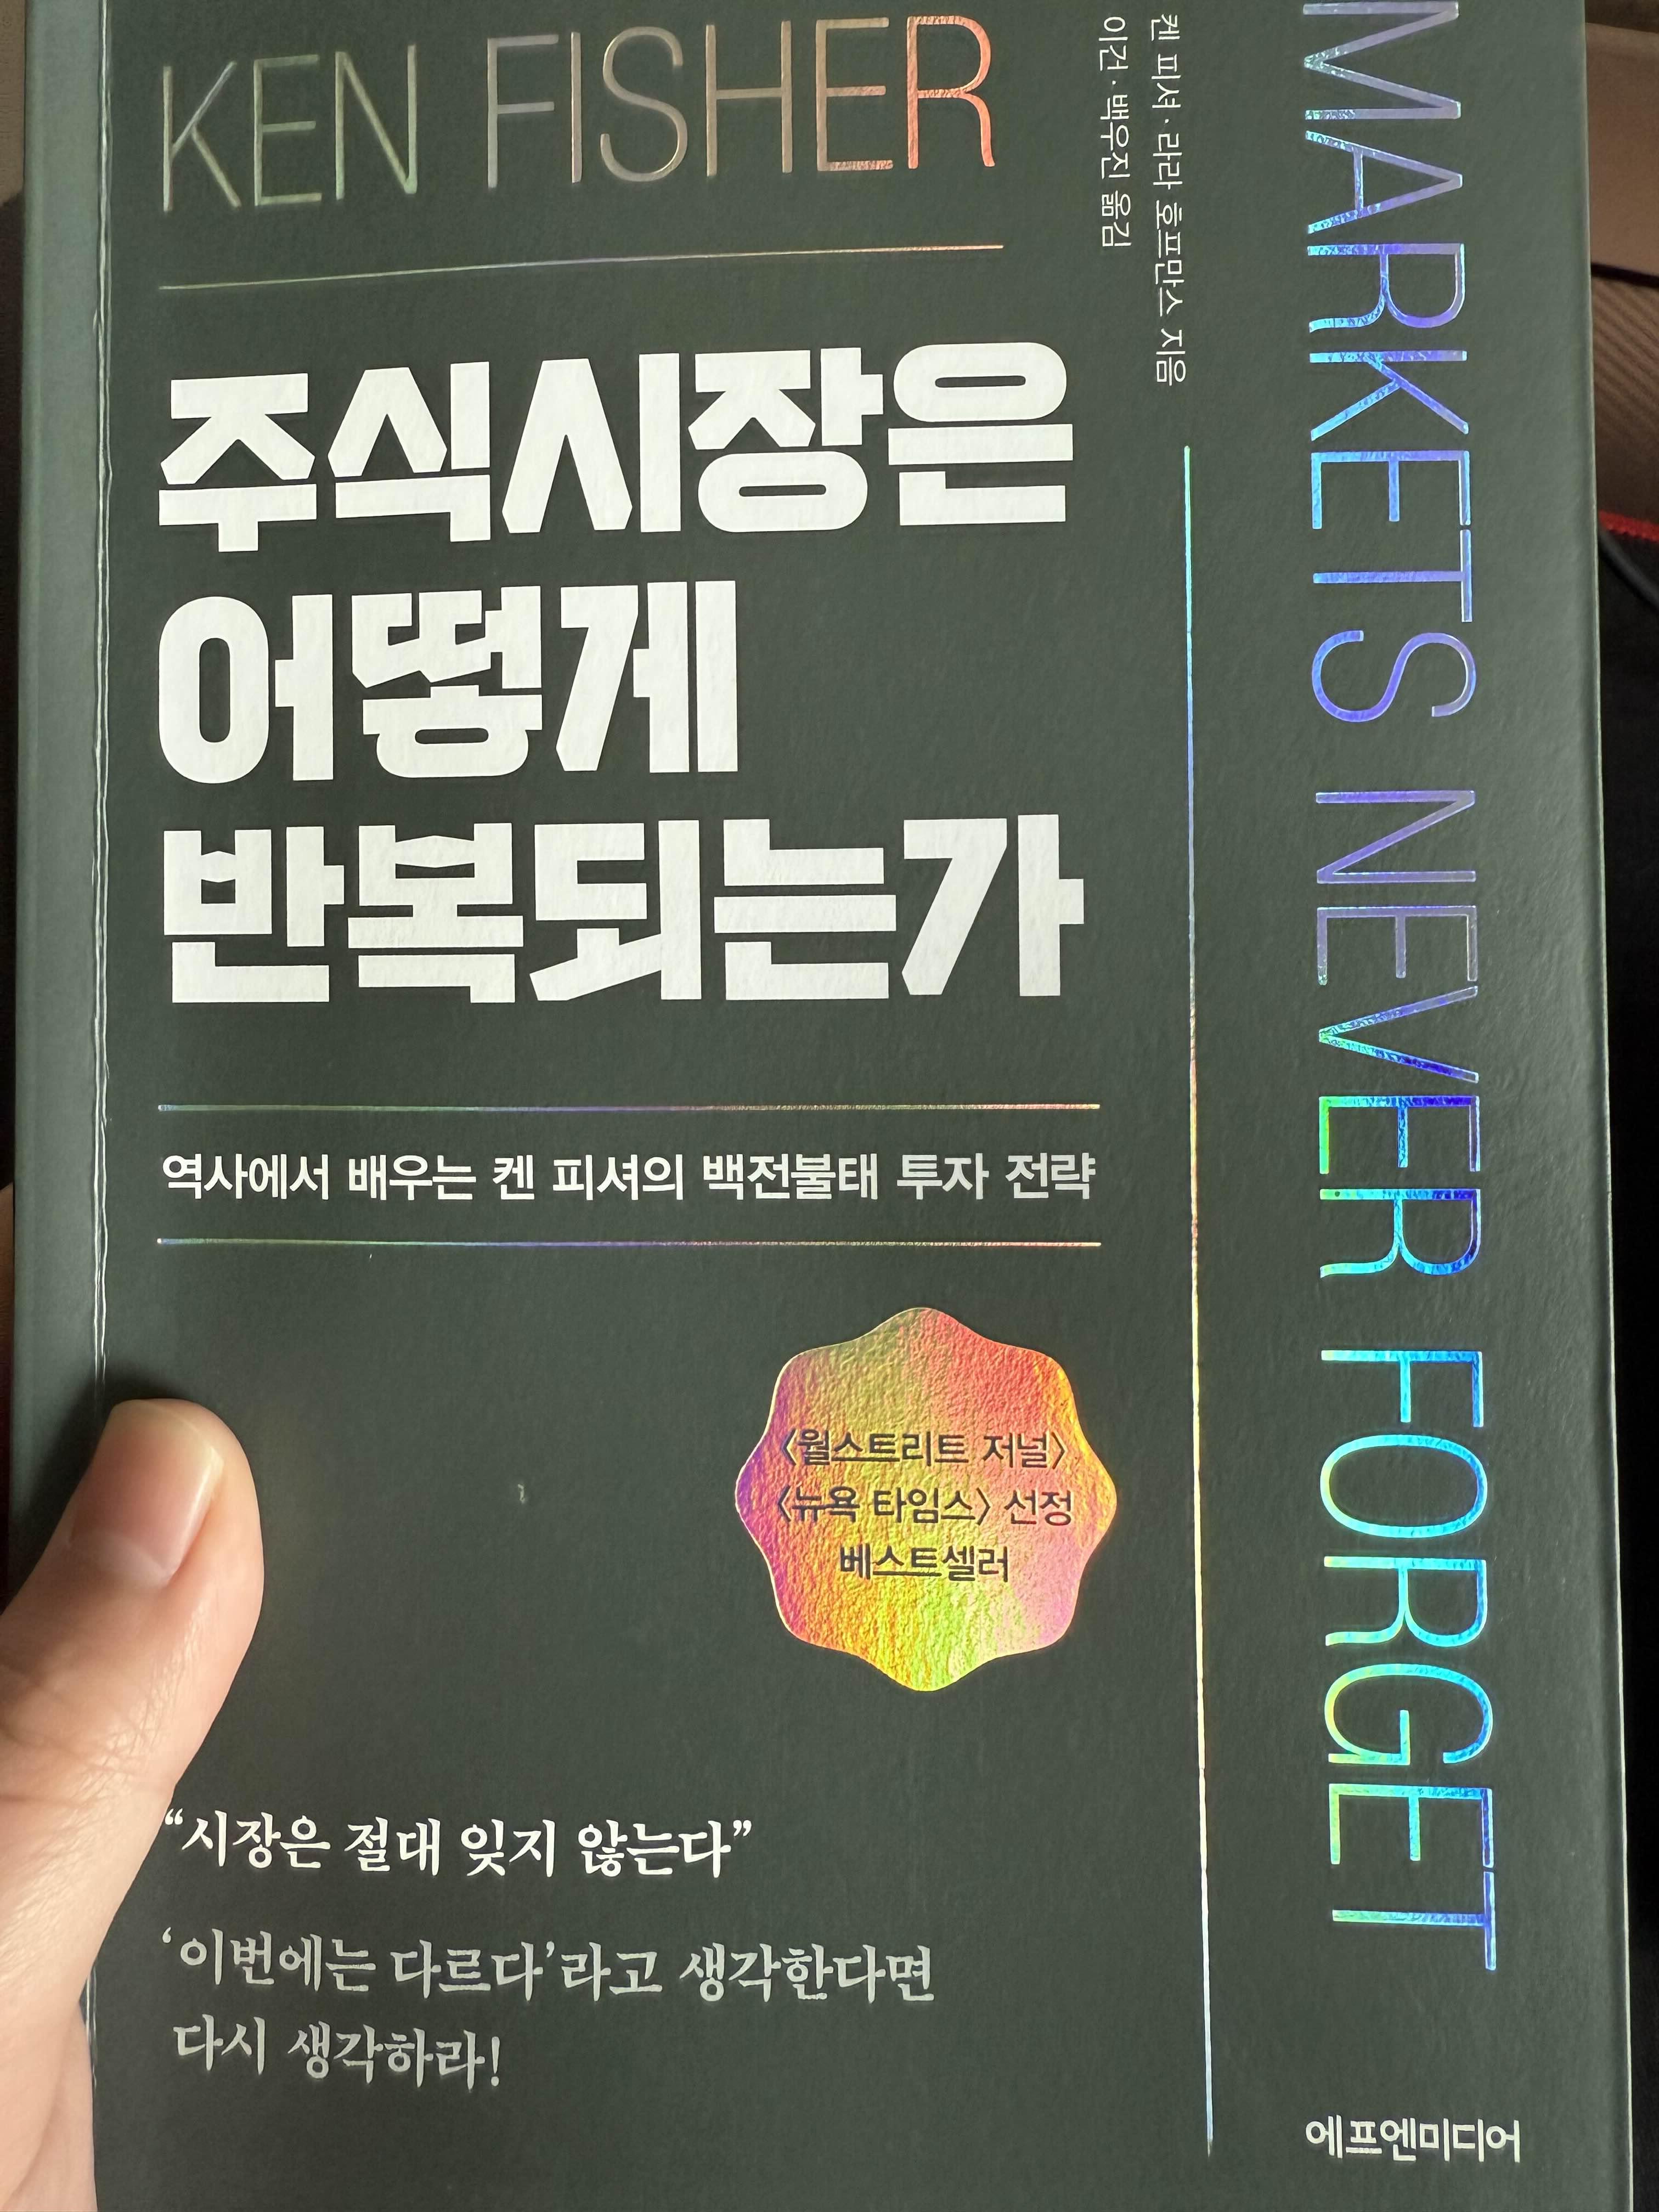 KEN FISHER
켄 피셔 · 라라 호프만스 지음
이건 · 백우진 옮김
MARKETS NEVER FORGET
주식시장은
어떻게
반복되는가
역사에서 배우는 켄 피셔의 백전불태 투자 전략
〈월스트리트 저널〉
〈뉴욕 타임스〉 선정
베스트셀러
“시장은 절대 잊지 않는다”
‘이번에는 다르다’라고 생각한다면
다시 생각하라!
에프엔미디어